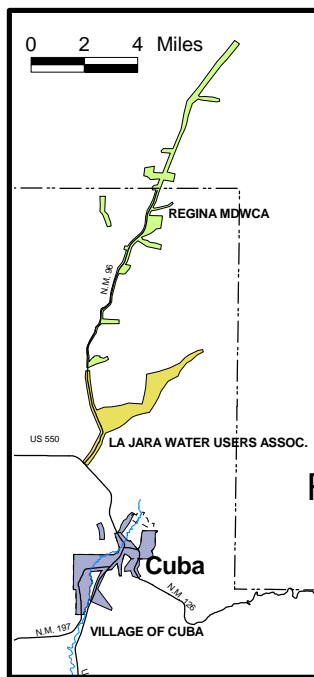 0 2 4 Miles
REGINA MDWCA
N.M. 96
US 550
LA JARA WATER USERS ASSOC.
Cuba
N.M. 126
N.M. 197
VILLAGE OF CUBA